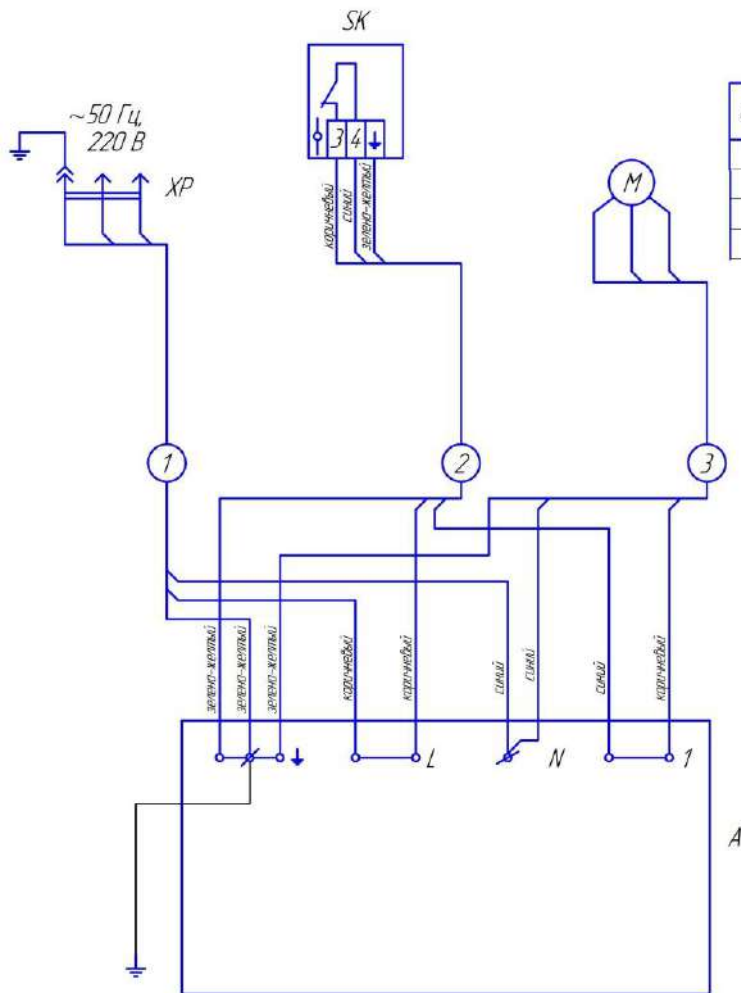 SK
~50 Гц,
220 В
XP
3 4
коричневый
синий
зелено-желтый
M
1
2
3
зелено-желтый
зелено-желтый
зелено-желтый
коричневый
коричневый
синий
синий
синий
коричневый
L
N
1
A